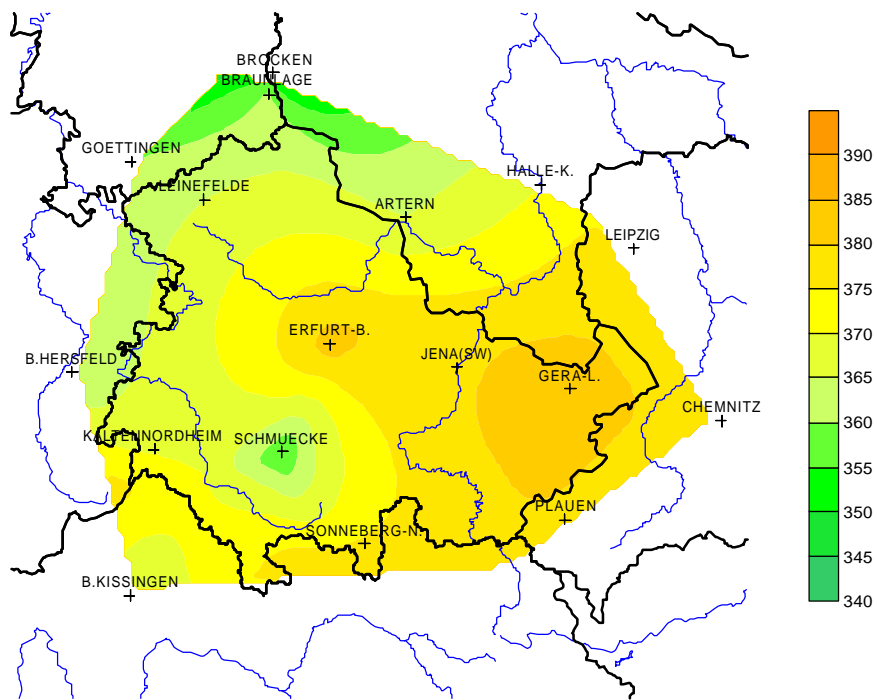 BROCKEN
BRAUNLAGE
GOETTINGEN
HALLE-K.
LEINEFELDE
ARTERN
LEIPZIG
ERFURT-B.
JENA(SW)
B.HERSFELD
GERA-L.
CHEMNITZ
KALTENNORDHEIM
SCHMUECKE
PLAUEN
SONNEBERG-N.
B.KISSINGEN
390
385
380
375
370
365
360
355
350
345
340